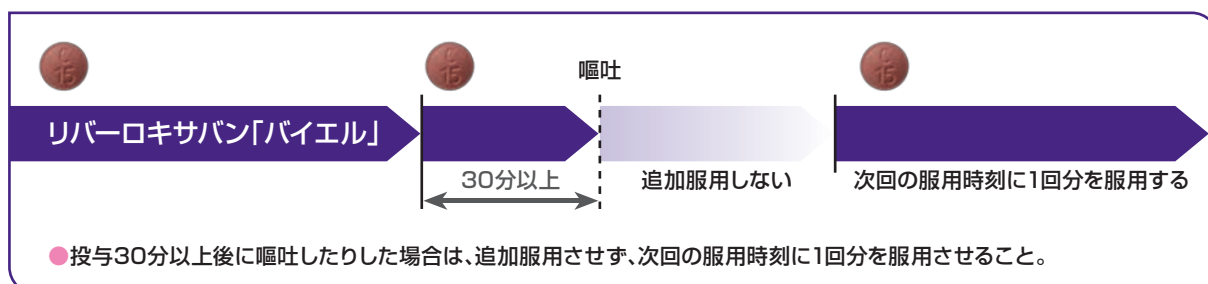 嘔吐
リバーロキサバン「バイエル」
30分以上
追加服用しない
次回の服用時刻に1回分を服用する
●投与30分以上後に嘔吐したりした場合は、追加服用させず、次回の服用時刻に1回分を服用させること。
15
15
15